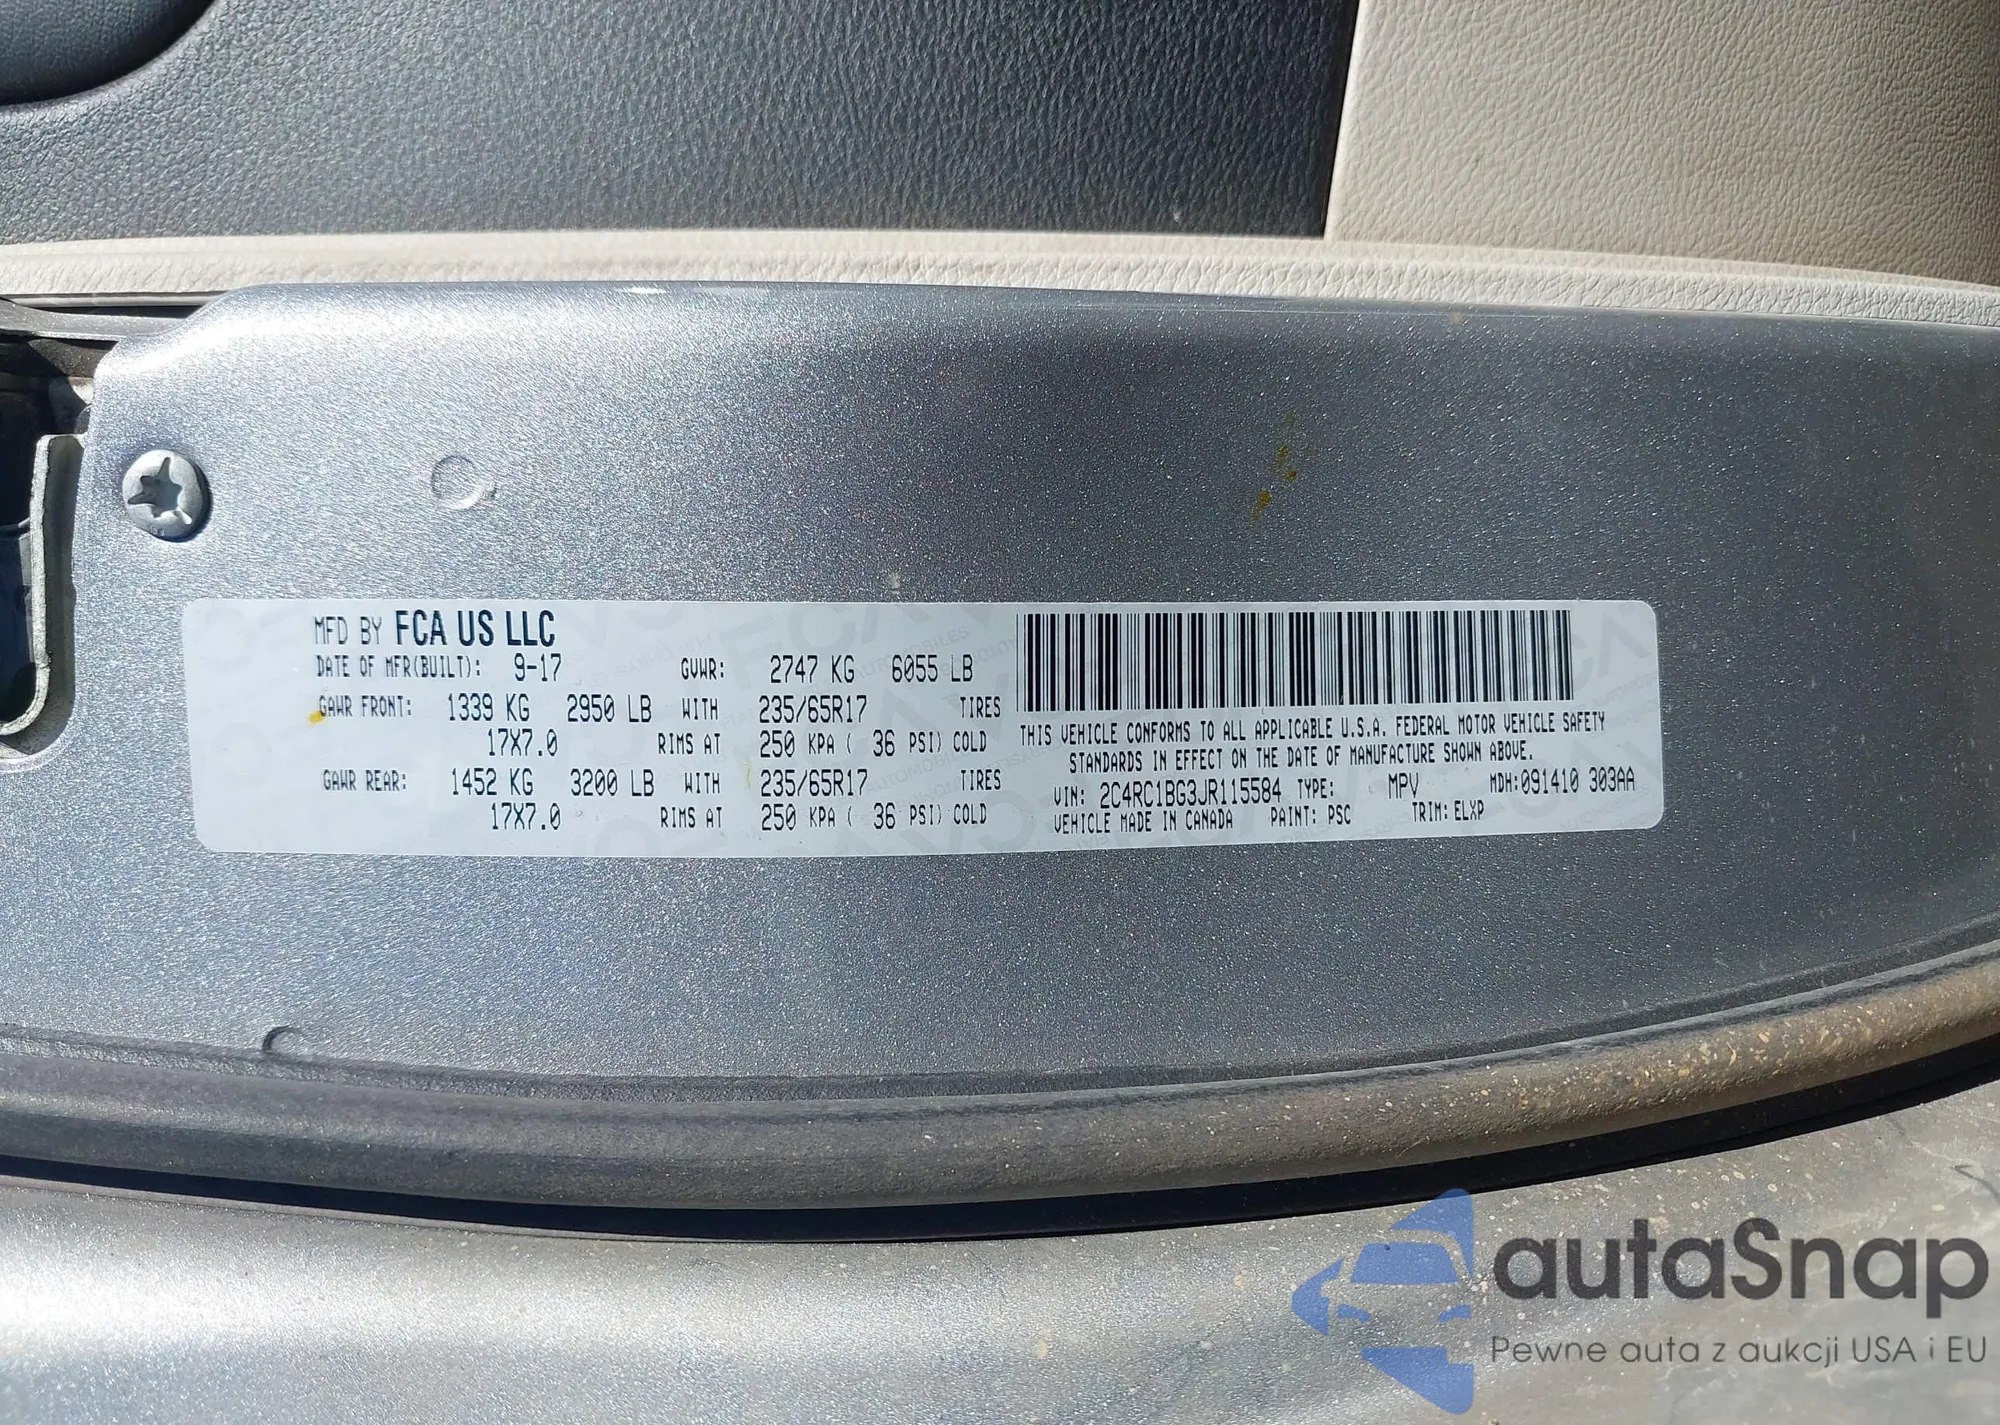 MFD BY FCA US LLC
DATE OF MFR(BUILT): 9-17 GVWR: 2747 KG 6055 LB
GAWR FRONT: 1339 KG 2950 LB WITH 235/65R17 TIRES
17X7.0 RIMS AT 250 KPA ( 36 PSI) COLD
GAWR REAR: 1452 KG 3200 LB WITH 235/65R17 TIRES
17X7.0 RIMS AT 250 KPA ( 36 PSI) COLD
THIS VEHICLE CONFORMS TO ALL APPLICABLE U.S.A. FEDERAL MOTOR VEHICLE SAFETY
STANDARDS IN EFFECT ON THE DATE OF MANUFACTURE SHOWN ABOVE.
VIN: 2C4RC1BG3JR115584 TYPE: MPV MDH:091410 303AA
VEHICLE MADE IN CANADA PAINT: PSC TRIM: ELXP
autaSnap
Pewne auta z aukcji USA i EU